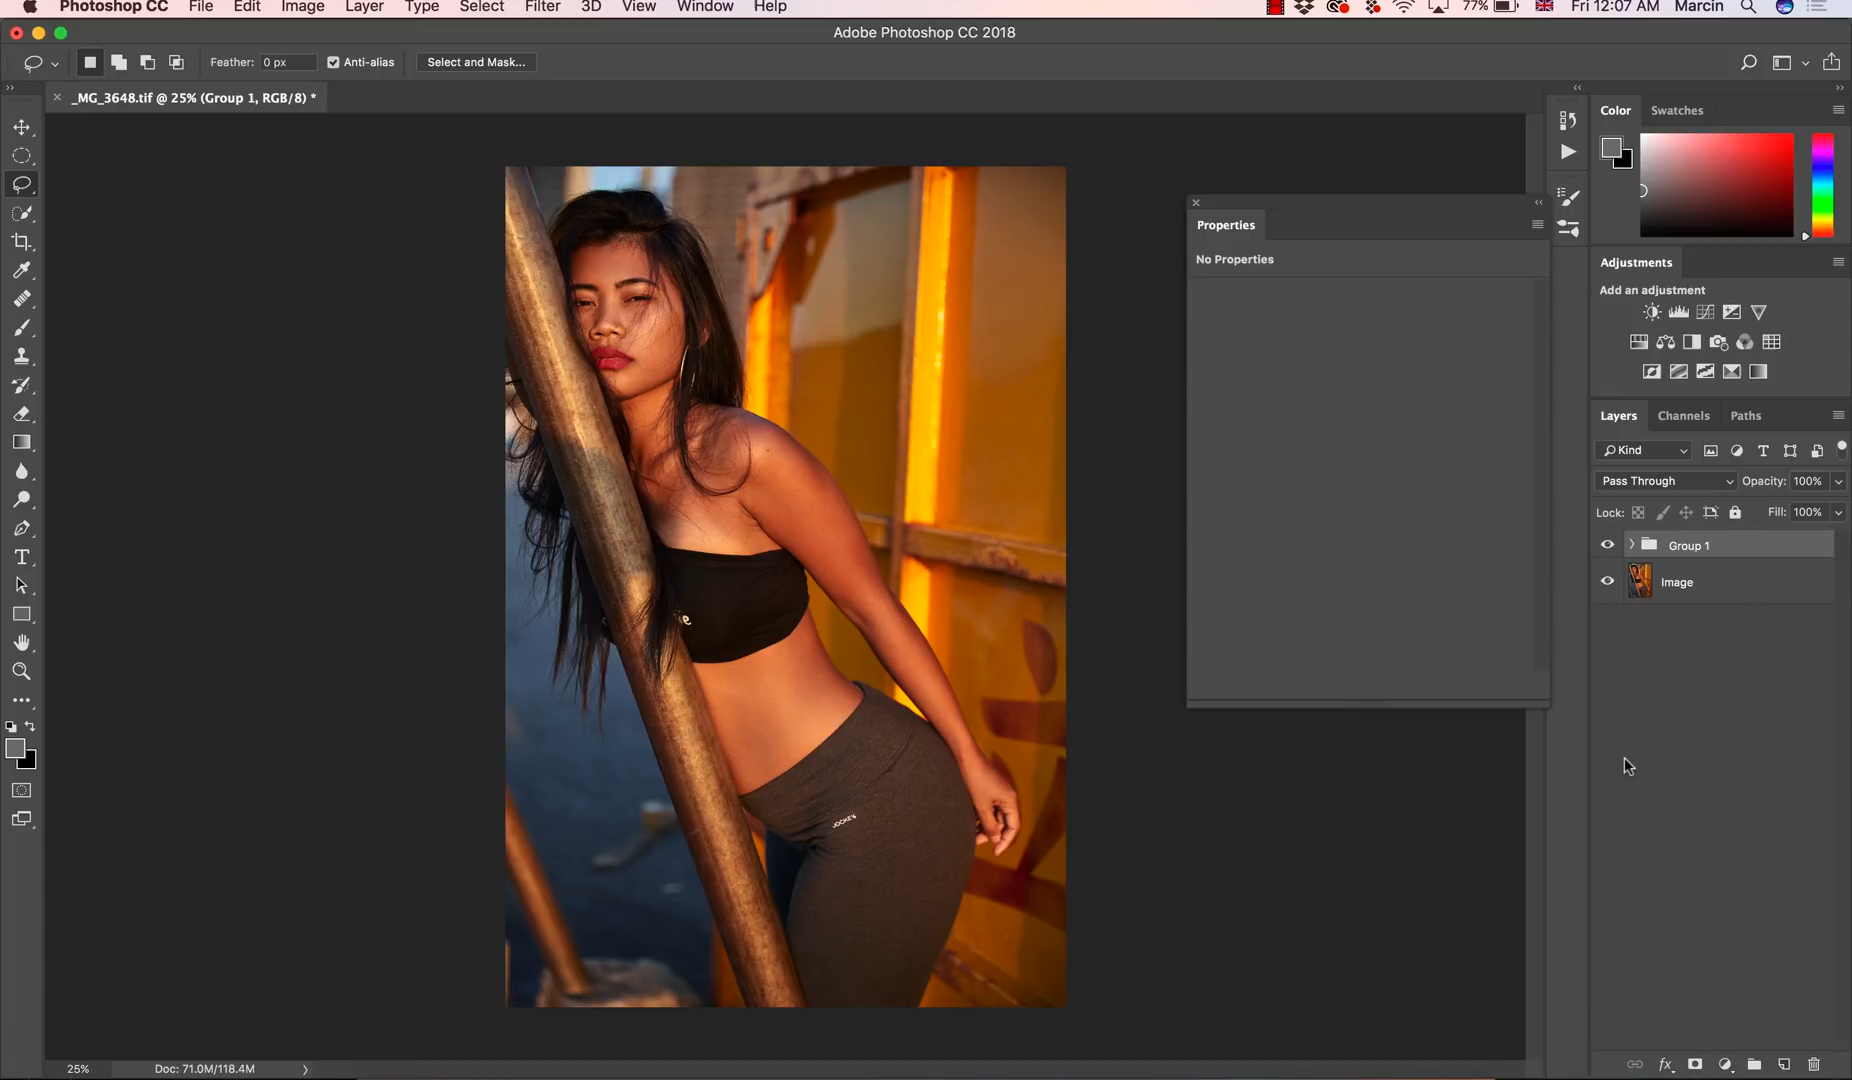 Photoshop CC File Edit Image Layer Type Select Filter 3D View Window Help 77% Fri 12:07 AM Marcin
Adobe Photoshop CC 2018
Feather: 0 px Anti-alias Select and Mask...
_MG_3648.tif @ 25% (Group 1, RGB/8) *
Color Swatches
Properties
No Properties
Adjustments
Add an adjustment
Layers Channels Paths
Kind
Pass Through Opacity: 100%
Lock: Fill: 100%
Group 1
Image
JOCKEY
25% Doc: 71.0M/118.4M